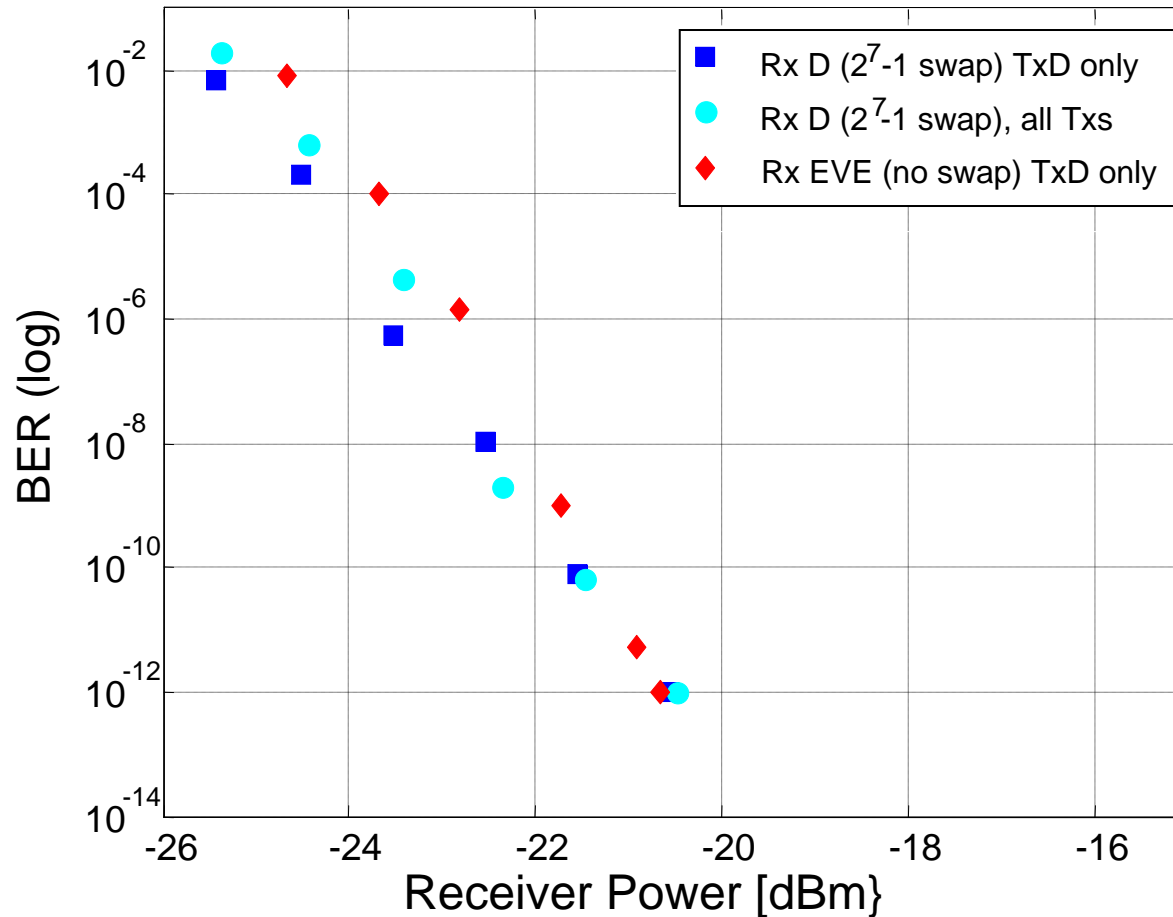 Rx D (2^7-1 swap) TxD only
Rx D (2^7-1 swap), all Txs
Rx EVE (no swap) TxD only
BER (log)
10^-2
10^-4
10^-6
10^-8
10^-10
10^-12
10^-14
-26 -24 -22 -20 -18 -16
Receiver Power [dBm}